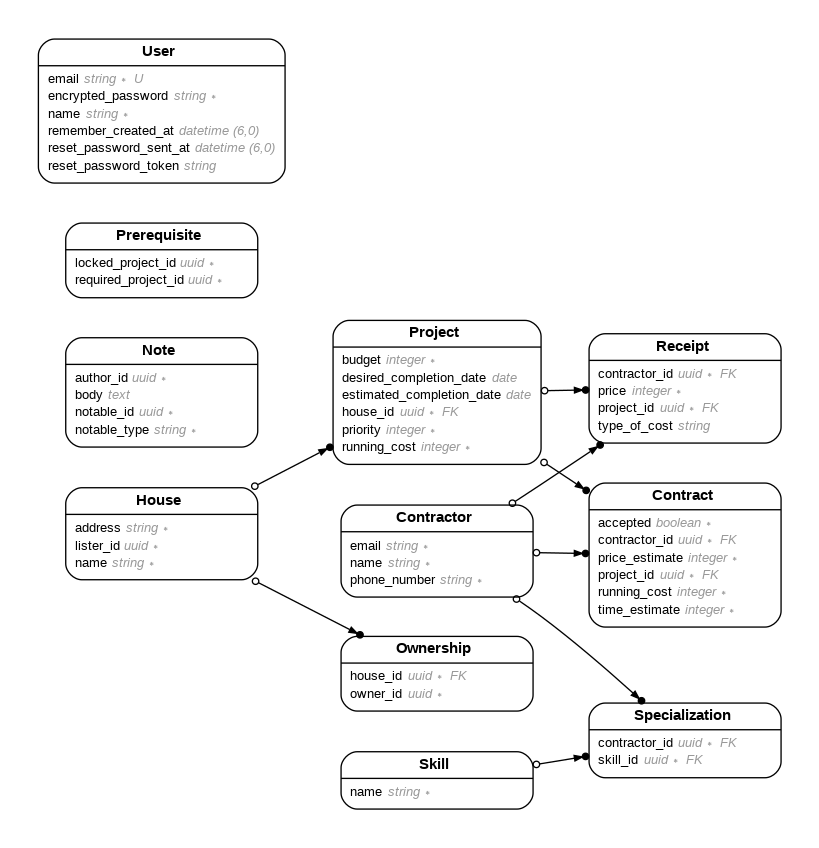 User
email string ∗ U
encrypted_password string ∗
name string ∗
remember_created_at datetime (6,0)
reset_password_sent_at datetime (6,0)
reset_password_token string
Prerequisite
locked_project_id uuid ∗
required_project_id uuid ∗
Note
author_id uuid ∗
body text
notable_id uuid ∗
notable_type string ∗
House
address string ∗
lister_id uuid ∗
name string ∗
Project
budget integer ∗
desired_completion_date date
estimated_completion_date date
house_id uuid ∗ FK
priority integer ∗
running_cost integer ∗
Contractor
email string ∗
name string ∗
phone_number string ∗
Ownership
house_id uuid ∗ FK
owner_id uuid ∗
Skill
name string ∗
Receipt
contractor_id uuid ∗ FK
price integer ∗
project_id uuid ∗ FK
type_of_cost string
Contract
accepted boolean ∗
contractor_id uuid ∗ FK
price_estimate integer ∗
project_id uuid ∗ FK
running_cost integer ∗
time_estimate integer ∗
Specialization
contractor_id uuid ∗ FK
skill_id uuid ∗ FK